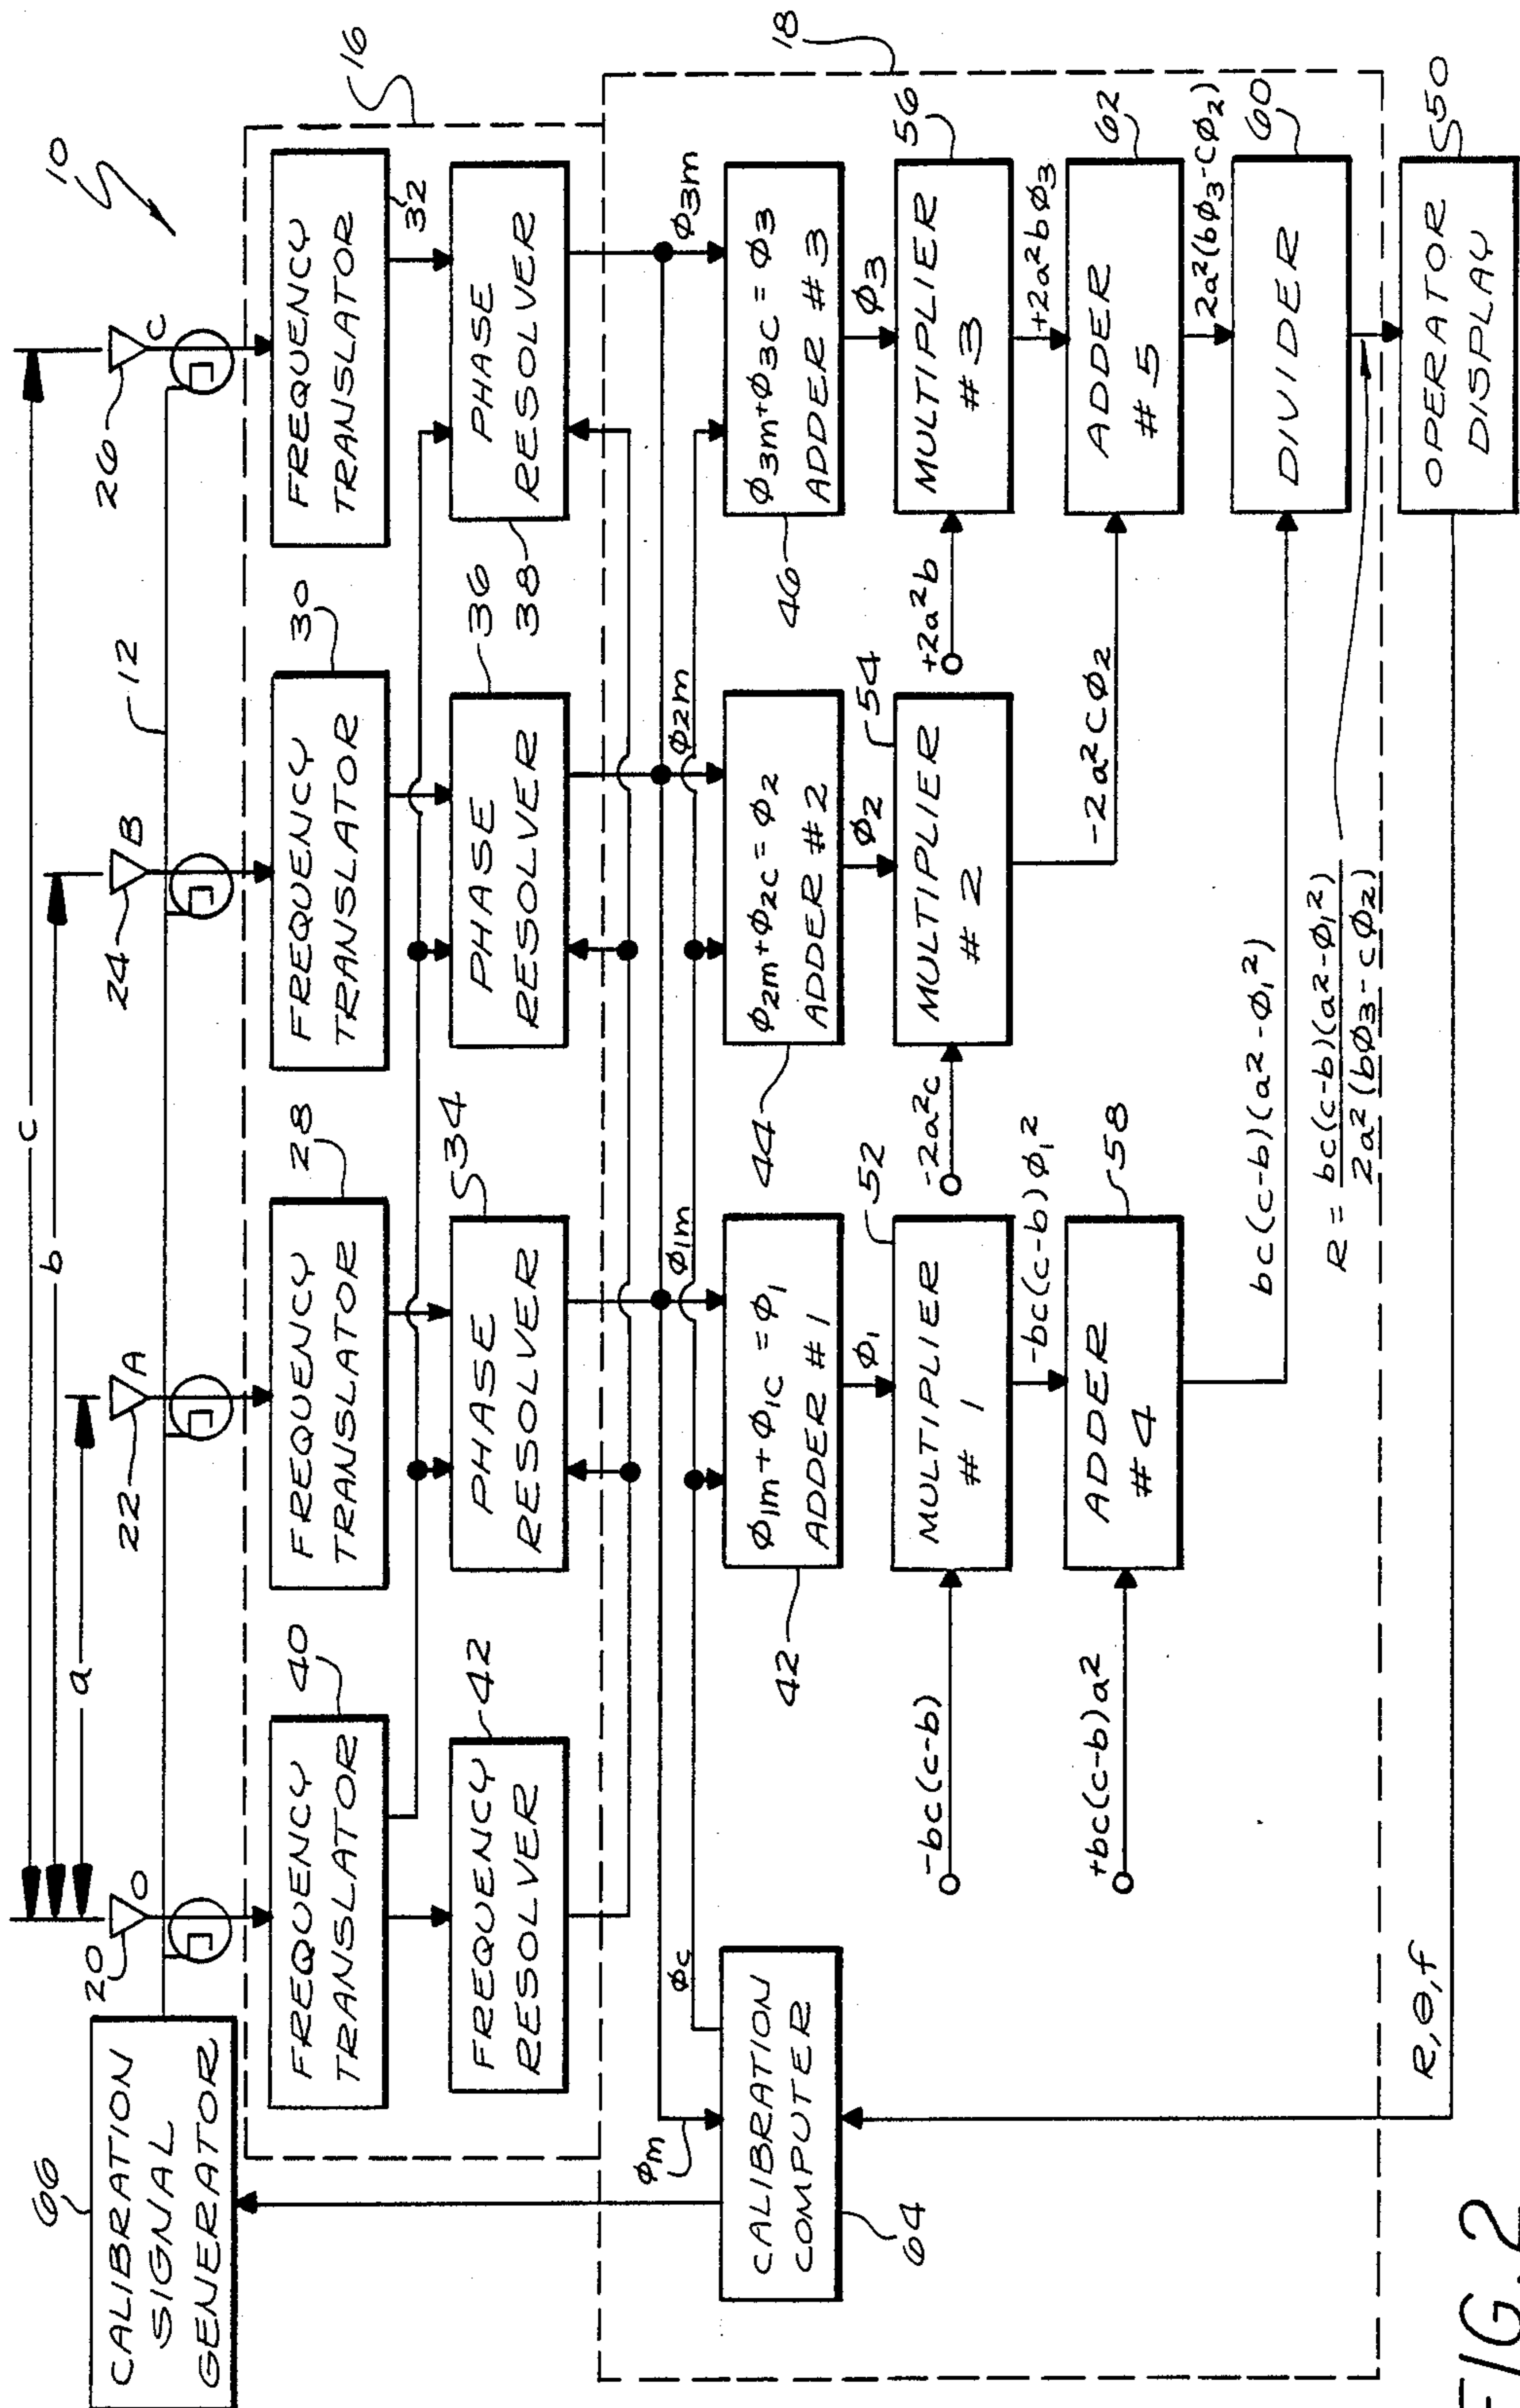 10
c
b
a
12
66
CALIBRATION
SIGNAL
GENERATOR
20
O
22
A
24
B
26
C
16
40
FREQUENCY
TRANSLATOR
28
FREQUENCY
TRANSLATOR
30
FREQUENCY
TRANSLATOR
FREQUENCY
TRANSLATOR
32
42
FREQUENCY
RESOLVER
34
PHASE
RESOLVER
36
PHASE
RESOLVER
38
PHASE
RESOLVER
18
φm
φc
φ1m
φ2m
φ3m
64
CALIBRATION
COMPUTER
42
φ1m + φ1c = φ1
ADDER #1
44
φ2m+φ2c = φ2
ADDER #2
46
φ3m+φ3c = φ3
ADDER #3
φ1
φ2
φ3
-bc(c-b)
52
MULTIPLIER
# 1
-2a²c
54
MULTIPLIER
# 2
+2a²b
56
MULTIPLIER
# 3
-bc(c-b)φ1²
+2a²bφ3
+bc(c-b)a²
58
ADDER
# 4
-2a²cφ2
62
ADDER
# 5
2a²(bφ3-cφ2)
bc(c-b)(a²-φ1²)
60
DIVIDER
R = bc(c-b)(a²-φ1²)
2a²(bφ3-cφ2)
R,θ,f
50
OPERATOR
DISPLAY
FIG. 2